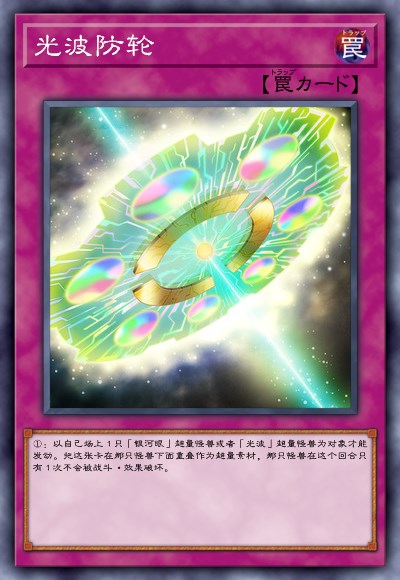 光波防轮
トラップ
罠
トラップ
【罠カード】
①：以自己场上1只「银河眼」超量怪兽或者「光波」超量怪兽为对象才能
发动。把这张卡在那只怪兽下面重叠作为超量素材，那只怪兽在这个回合只
有1次不会被战斗·效果破坏。